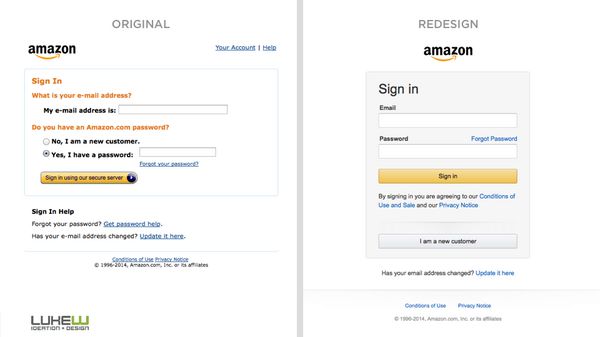 ORIGINAL
amazon
Your Account | Help
Sign In
What is your e-mail address?
My e-mail address is:
Do you have an Amazon.com password?
No, I am a new customer.
Yes, I have a password:
Forgot your password?
Sign in using our secure server
Sign In Help
Forgot your password? Get password help.
Has your e-mail address changed? Update it here.
Conditions of Use Privacy Notice
© 1996-2014, Amazon.com, Inc. or its affiliates
LUKEW
IDEATION + DESIGN
REDESIGN
amazon
Sign in
Email
Password Forgot Password
Sign in
By signing in you are agreeing to our Conditions of
Use and Sale and our Privacy Notice
I am a new customer
Has your email address changed? Update it here
Conditions of Use Privacy Notice
© 1996-2014, Amazon.com, Inc. or its affiliates